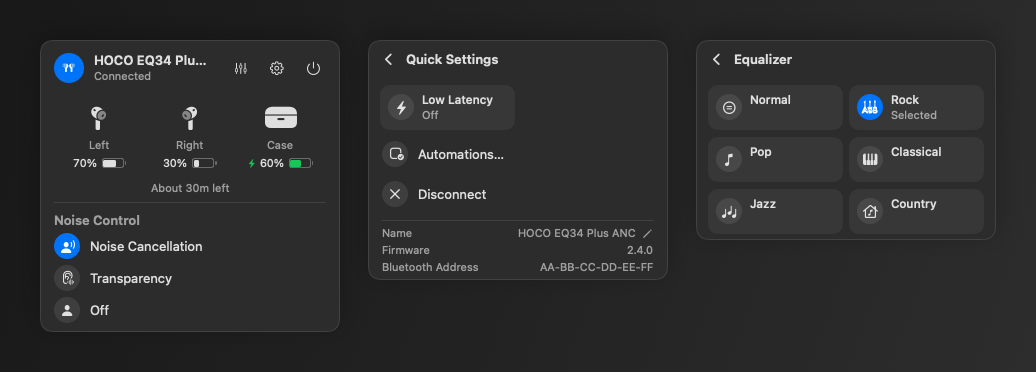 HOCO EQ34 Plu...
Connected
Left
Right
Case
70%
30%
60%
About 30m left
Noise Control
Noise Cancellation
Transparency
Off
Quick Settings
Low Latency
Off
Automations...
Disconnect
Name
HOCO EQ34 Plus ANC
Firmware
2.4.0
Bluetooth Address
AA-BB-CC-DD-EE-FF
Equalizer
Normal
Rock
Selected
Pop
Classical
Jazz
Country